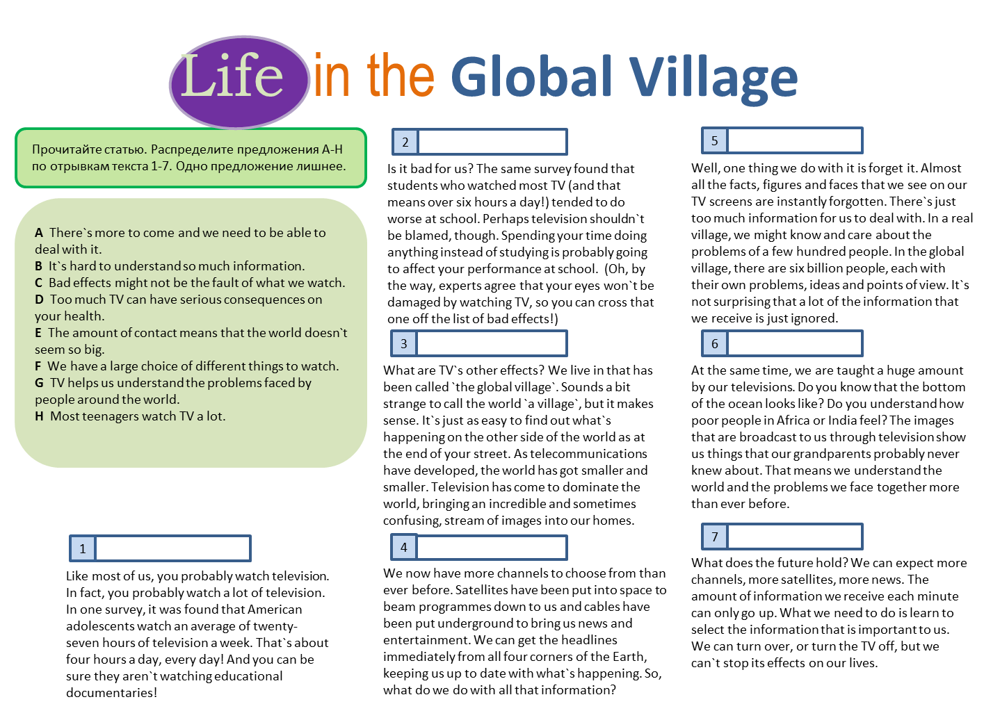 Life in the Global Village
Прочитайте статью. Распределите предложения A-H
по отрывкам текста 1-7. Одно предложение лишнее.
A There`s more to come and we need to be able to
deal with it.
B It`s hard to understand so much information.
C Bad effects might not be the fault of what we watch.
D Too much TV can have serious consequences on
your health.
E The amount of contact means that the world doesn`t
seem so big.
F We have a large choice of different things to watch.
G TV helps us understand the problems faced by
people around the world.
H Most teenagers watch TV a lot.
1
Like most of us, you probably watch television.
In fact, you probably watch a lot of television.
In one survey, it was found that American
adolescents watch an average of twenty-
seven hours of television a week. That`s about
four hours a day, every day! And you can be
sure they aren`t watching educational
documentaries!
2
Is it bad for us? The same survey found that
students who watched most TV (and that
means over six hours a day!) tended to do
worse at school. Perhaps television shouldn`t
be blamed, though. Spending your time doing
anything instead of studying is probably going
to affect your performance at school. (Oh, by
the way, experts agree that your eyes won`t be
damaged by watching TV, so you can cross that
one off the list of bad effects!)
3
What are TV`s other effects? We live in that has
been called `the global village`. Sounds a bit
strange to call the world `a village`, but it makes
sense. It`s just as easy to find out what`s
happening on the other side of the world as at
the end of your street. As telecommunications
have developed, the world has got smaller and
smaller. Television has come to dominate the
world, bringing an incredible and sometimes
confusing, stream of images into our homes.
4
We now have more channels to choose from than
ever before. Satellites have been put into space to
beam programmes down to us and cables have
been put underground to bring us news and
entertainment. We can get the headlines
immediately from all four corners of the Earth,
keeping us up to date with what`s happening. So,
what do we do with all that information?
5
Well, one thing we do with it is forget it. Almost
all the facts, figures and faces that we see on our
TV screens are instantly forgotten. There`s just
too much information for us to deal with. In a real
village, we might know and care about the
problems of a few hundred people. In the global
village, there are six billion people, each with
their own problems, ideas and points of view. It`s
not surprising that a lot of the information that
we receive is just ignored.
6
At the same time, we are taught a huge amount
by our televisions. Do you know that the bottom
of the ocean looks like? Do you understand how
poor people in Africa or India feel? The images
that are broadcast to us through television show
us things that our grandparents probably never
knew about. That means we understand the
world and the problems we face together more
than ever before.
7
What does the future hold? We can expect more
channels, more satellites, more news. The
amount of information we receive each minute
can only go up. What we need to do is learn to
select the information that is important to us.
We can turn over, or turn the TV off, but we
can`t stop its effects on our lives.